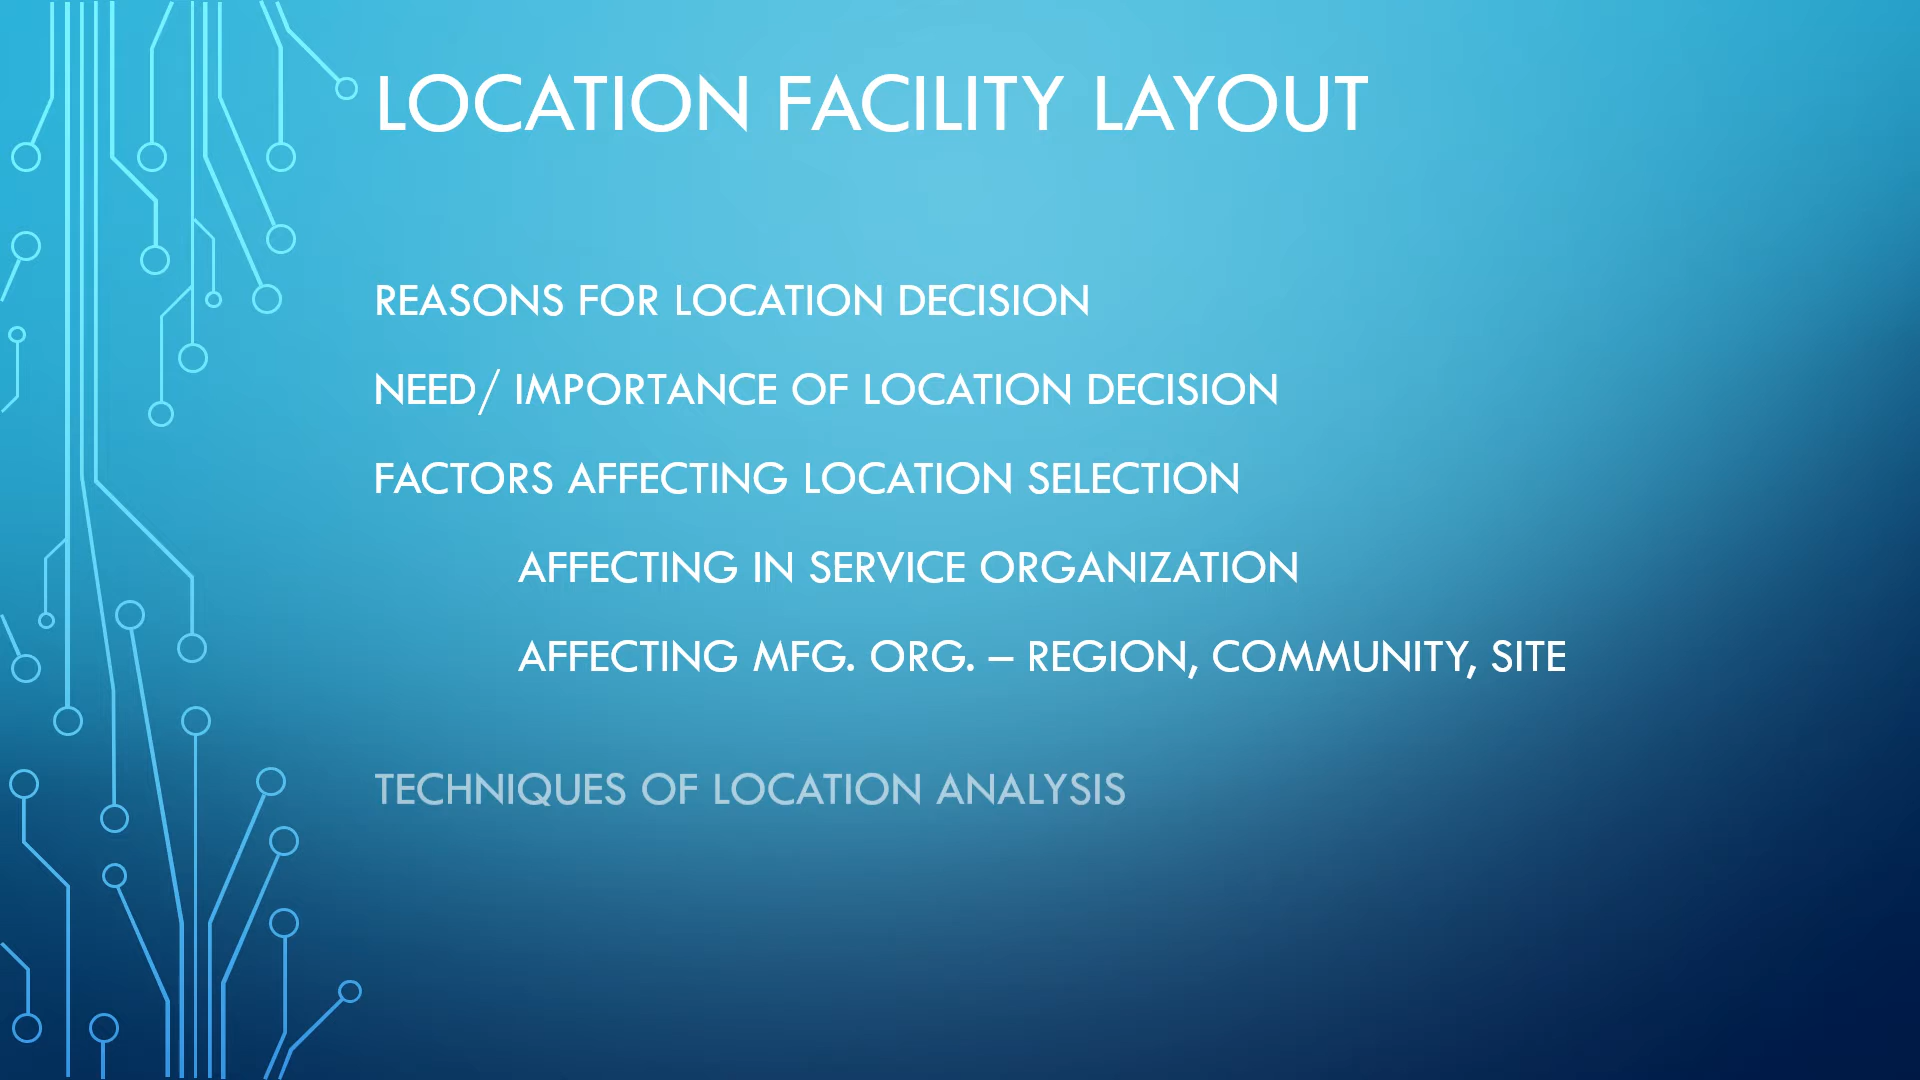 LOCATION FACILITY LAYOUT
REASONS FOR LOCATION DECISION
NEED/ IMPORTANCE OF LOCATION DECISION
FACTORS AFFECTING LOCATION SELECTION
AFFECTING IN SERVICE ORGANIZATION
AFFECTING MFG. ORG. – REGION, COMMUNITY, SITE
TECHNIQUES OF LOCATION ANALYSIS